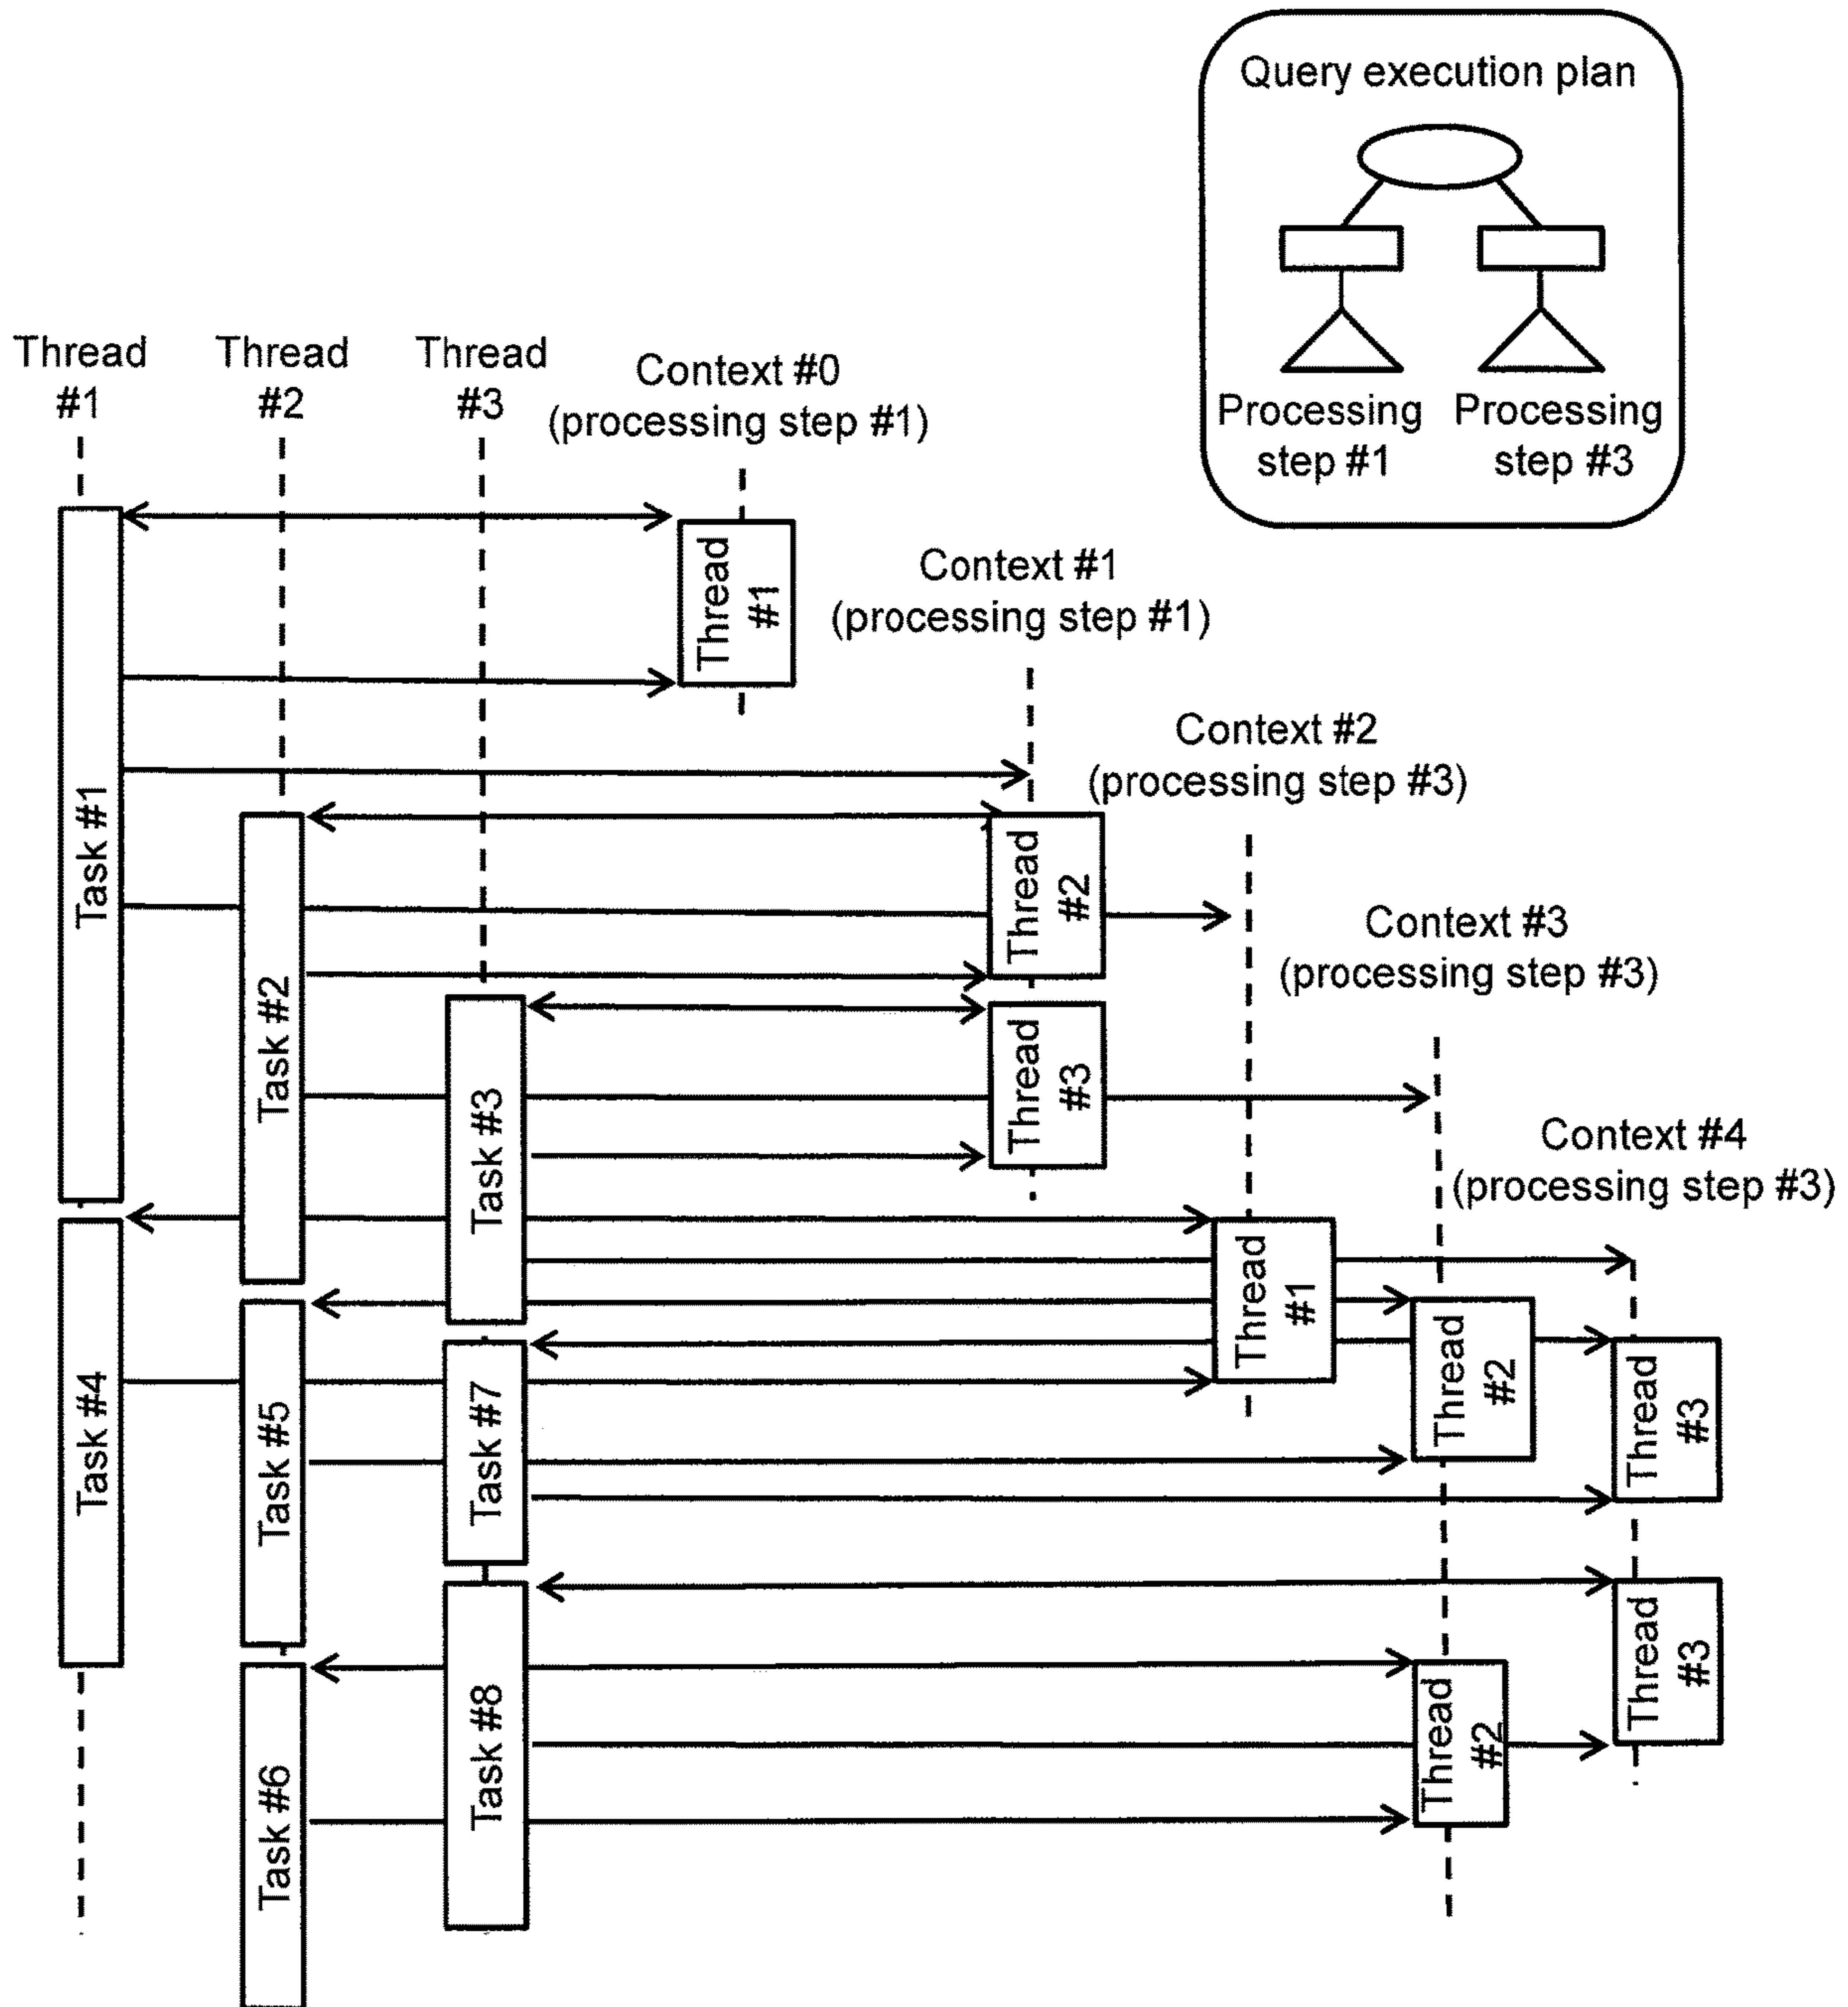 Query execution plan
Processing
step #1
Processing
step #3
Thread
#1
Thread
#2
Thread
#3
Context #0
(processing step #1)
Thread
#1
Context #1
(processing step #1)
Context #2
(processing step #3)
Task #1
Thread
#2
Context #3
(processing step #3)
Task #2
Thread
#3
Task #3
Context #4
(processing step #3)
Thread
#1
Thread
#2
Thread
#3
Task #4
Task #5
Task #7
Thread
#3
Thread
#2
Task #8
Task #6